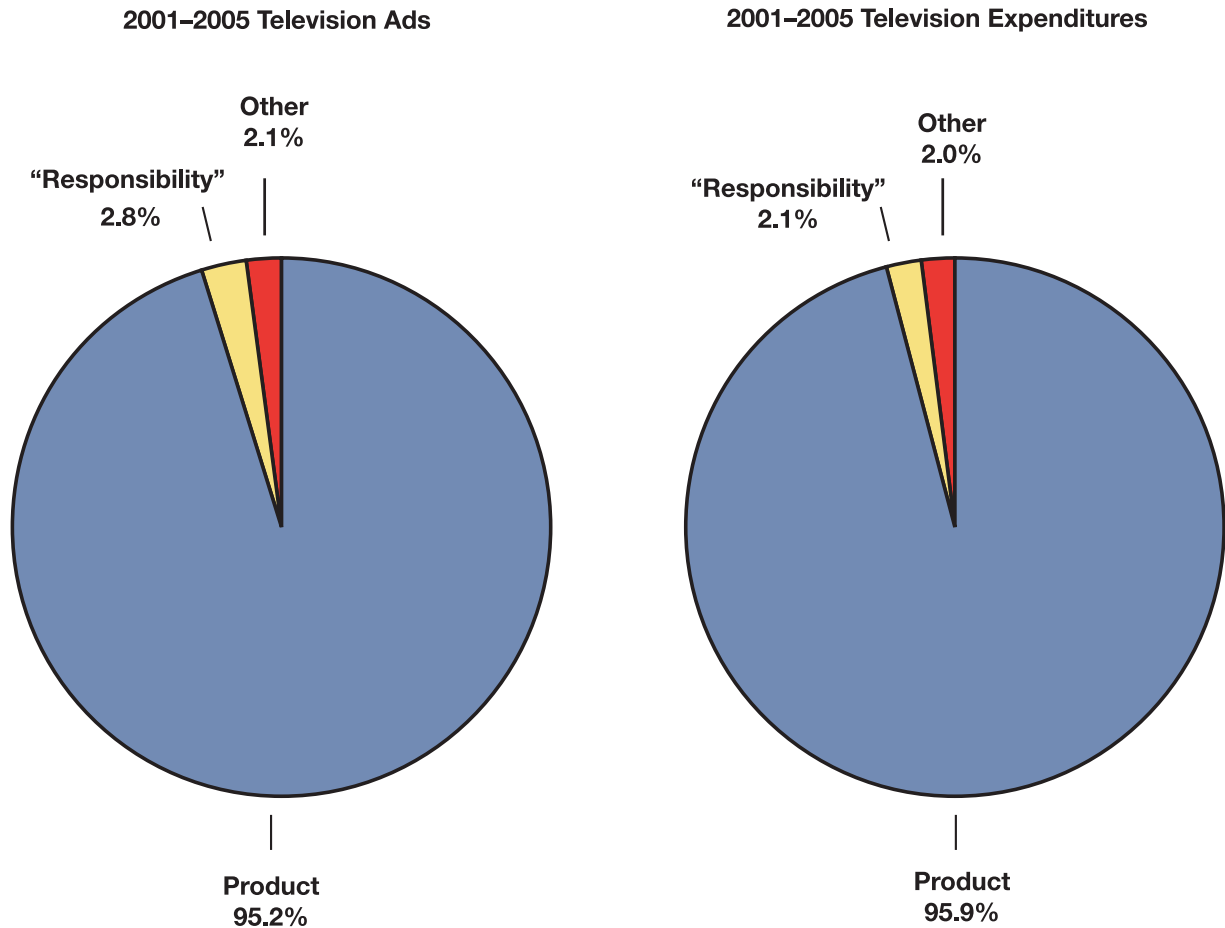 2001–2005 Television Ads
Other
2.1%
“Responsibility”
2.8%
Product
95.2%
2001–2005 Television Expenditures
Other
2.0%
“Responsibility”
2.1%
Product
95.9%